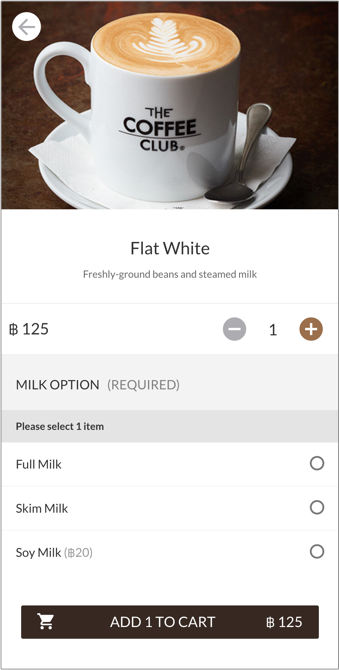 THE
COFFEE
CLUB®
Flat White
Freshly-ground beans and steamed milk
฿ 125
1
MILK OPTION (REQUIRED)
Please select 1 item
Full Milk
Skim Milk
Soy Milk (฿20)
ADD 1 TO CART ฿ 125